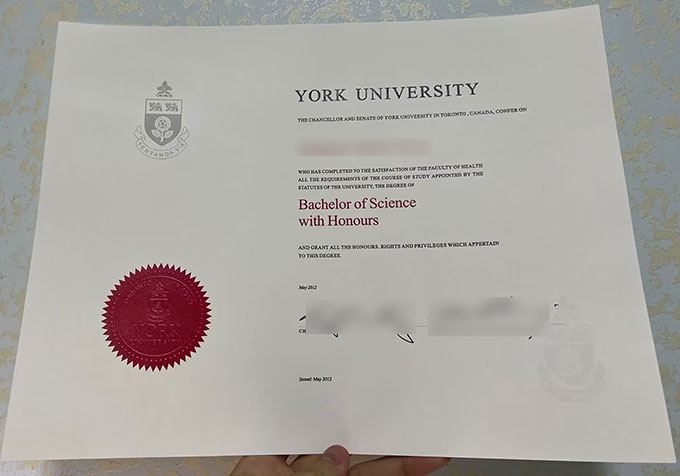 YORK UNIVERSITY
THE CHANCELLOR AND SENATE OF YORK UNIVERSITY IN TORONTO , CANADA, CONFER ON
WHO HAS COMPLETED TO THE SATISFACTION OF THE FACULTY OF HEALTH
ALL THE REQUIREMENTS OF THE COURSE OF STUDY APPOINTED BY THE
STATUTES OF THE UNIVERSITY, THE DEGREE OF
Bachelor of Science
with Honours
AND GRANT ALL THE HONOURS. RIGHTS AND PRIVILEGES WHICH APPERTAIN
TO THIS DEGREE.
May 2012
CH
Issued: May 2012
TENTANDA VIA
YORK
UNIVERSITY